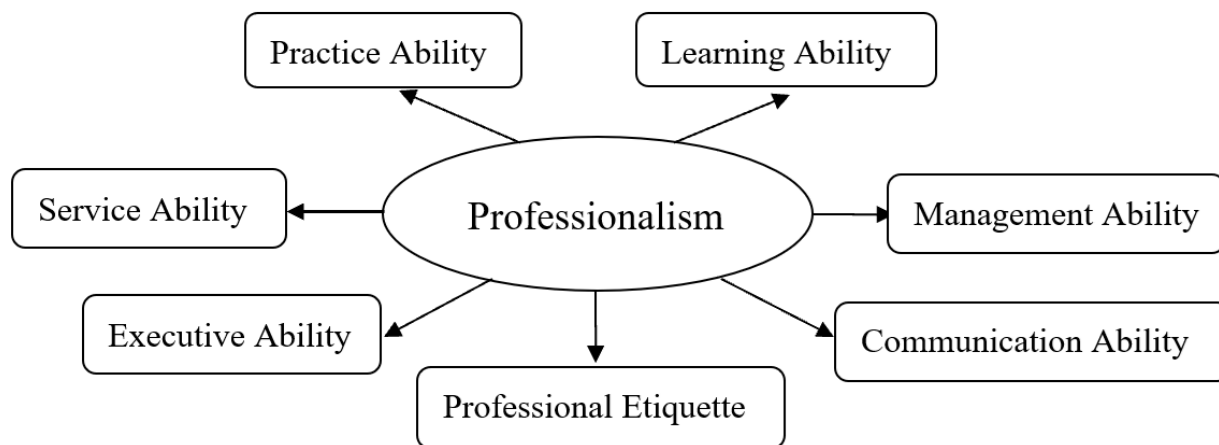 Practice Ability
Learning Ability
Service Ability
Professionalism
Management Ability
Executive Ability
Communication Ability
Professional Etiquette